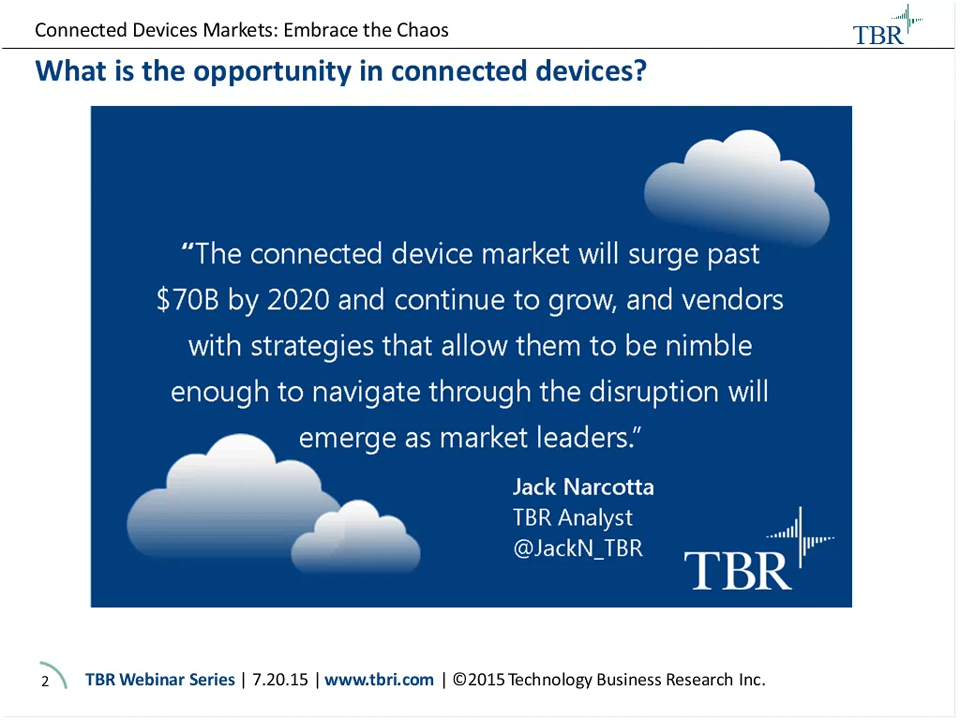 Connected Devices Markets: Embrace the Chaos
TBR
What is the opportunity in connected devices?
“The connected device market will surge past
$70B by 2020 and continue to grow, and vendors
with strategies that allow them to be nimble
enough to navigate through the disruption will
emerge as market leaders.”
Jack Narcotta
TBR Analyst
@JackN_TBR
TBR
2 TBR Webinar Series | 7.20.15 | www.tbri.com | ©2015 Technology Business Research Inc.